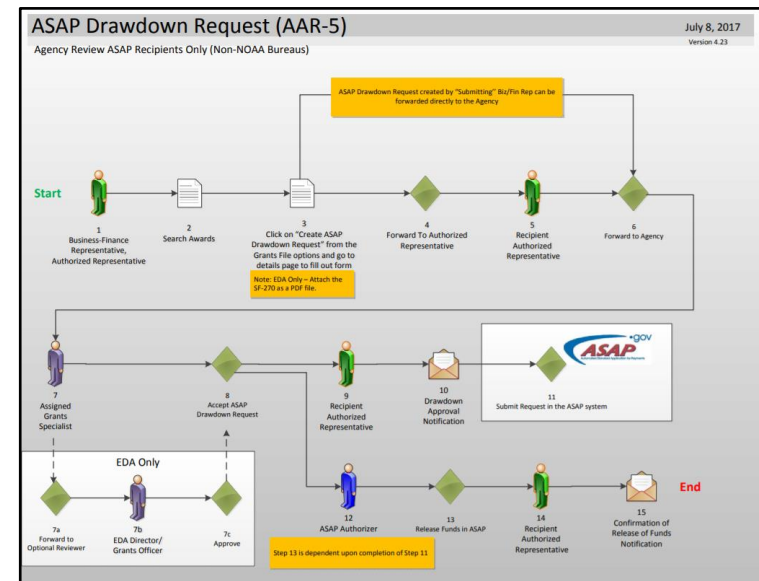 ASAP Drawdown Request (AAR-5)
July 8, 2017
Version 4.23
Agency Review ASAP Recipients Only (Non-NOAA Bureaus)
ASAP Drawdown Request created by "Submitting" Biz/Fin Rep can be
forwarded directly to the Agency
Start
1
Business-Finance
Representative,
Authorized Representative
2
Search Awards
3
Click on "Create ASAP
Drawdown Request" from the
Grants File options and go to
details page to fill out form
Note: EDA Only – Attach the
SF-270 as a PDF file.
4
Forward To Authorized
Representative
5
Recipient
Authorized
Representative
6
Forward to Agency
7
Assigned
Grants
Specialist
8
Accept ASAP
Drawdown Request
9
Recipient
Authorized
Representative
10
Drawdown
Approval
Notification
ASAP
.gov
11
Submit Request in the ASAP system
EDA Only
7a
Forward to
Optional Reviewer
7b
EDA Director/
Grants Officer
7c
Approve
12
ASAP Authorizer
Step 13 is dependent upon completion of Step 11
13
Release Funds in ASAP
14
Recipient
Authorized
Representative
15
Confirmation of
Release of Funds
Notification
End